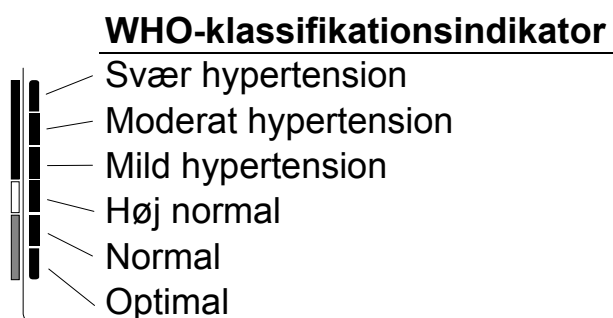 WHO-klassifikationsindikator
Svær hypertension
Moderat hypertension
Mild hypertension
Høj normal
Normal
Optimal